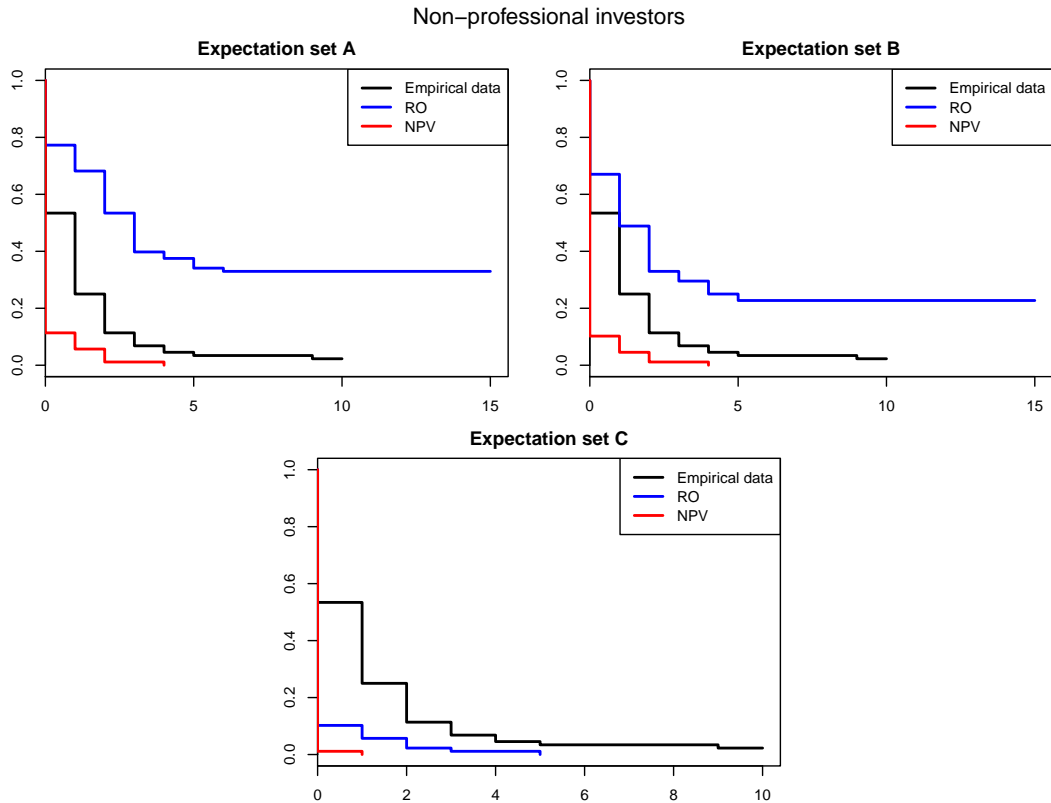 Non−professional investors
Expectation set A
Empirical data
RO
NPV
1.0
0.8
0.6
0.4
0.2
0.0
0 5 10 15
Expectation set B
Empirical data
RO
NPV
1.0
0.8
0.6
0.4
0.2
0.0
0 5 10 15
Expectation set C
Empirical data
RO
NPV
1.0
0.8
0.6
0.4
0.2
0.0
0 2 4 6 8 10